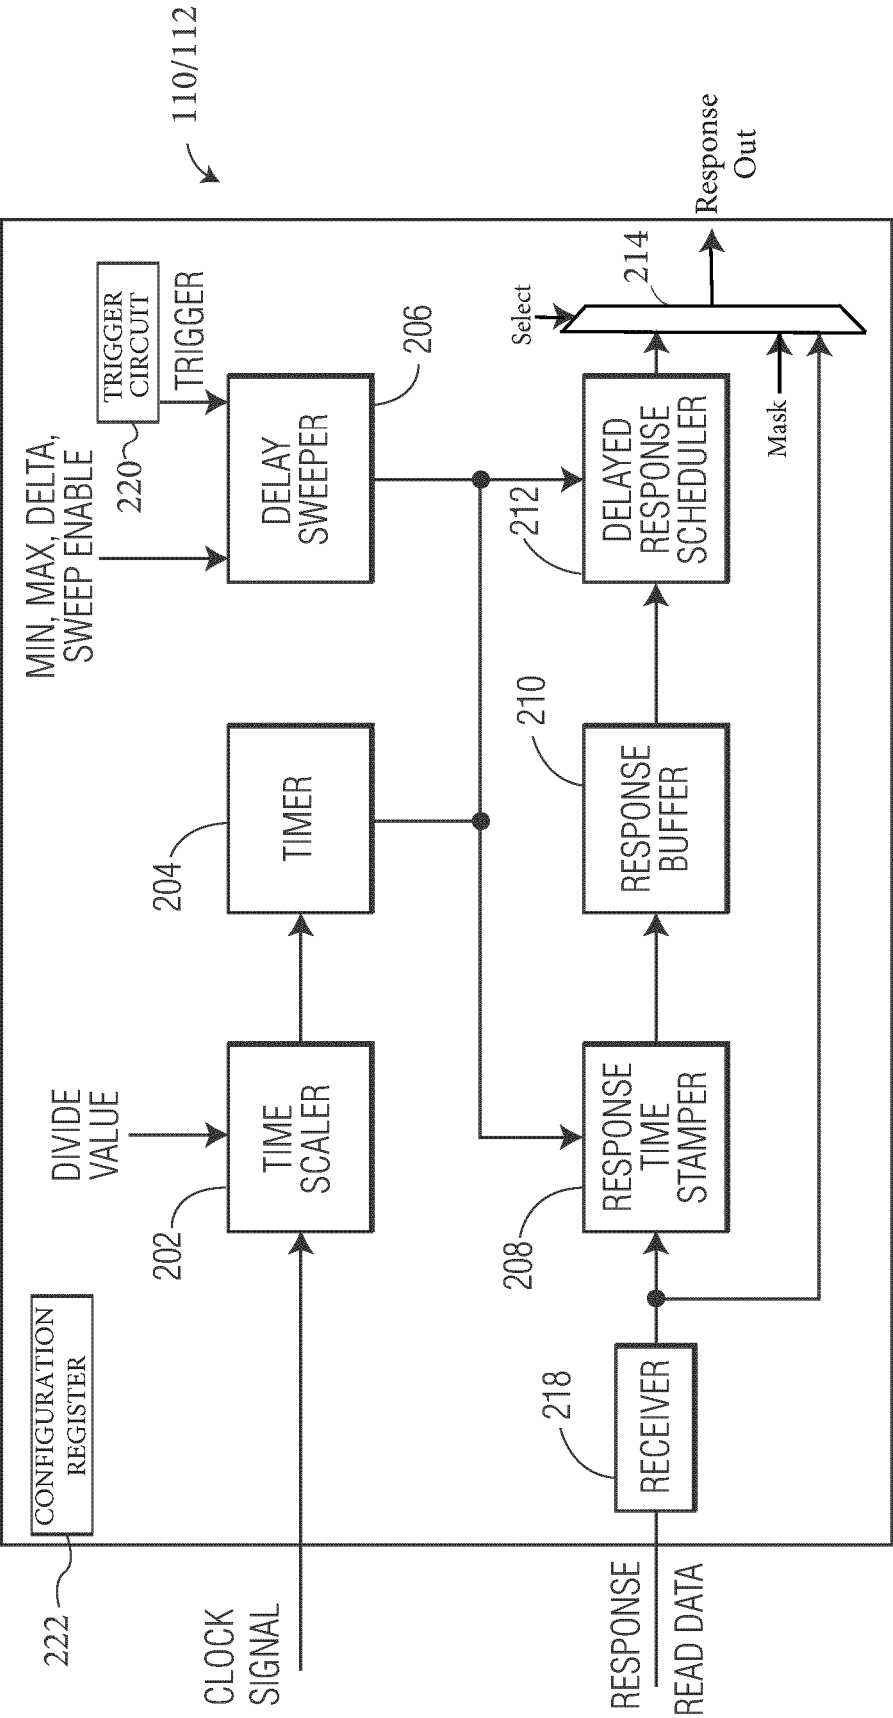 110/112
222
CONFIGURATION
REGISTER
DIVIDE
VALUE
MIN, MAX, DELTA,
SWEEP ENABLE
220
TRIGGER
CIRCUIT
TRIGGER
CLOCK
SIGNAL
202
TIME
SCALER
204
TIMER
DELAY
SWEEPER
206
RESPONSE
READ DATA
218
RECEIVER
208
RESPONSE
TIME
STAMPER
210
RESPONSE
BUFFER
212
DELAYED
RESPONSE
SCHEDULER
Select
214
Mask
Response
Out